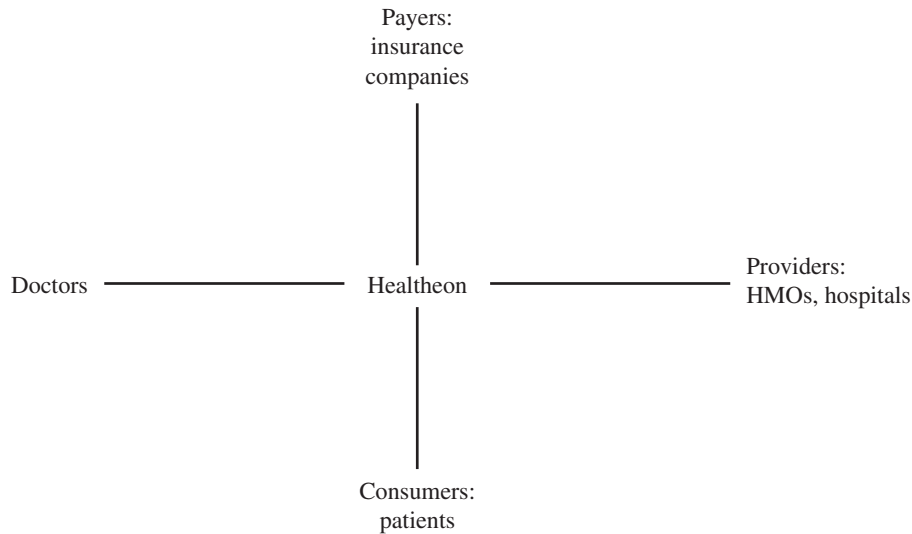 Payers:
insurance
companies
Doctors
Healtheon
Providers:
HMOs, hospitals
Consumers:
patients